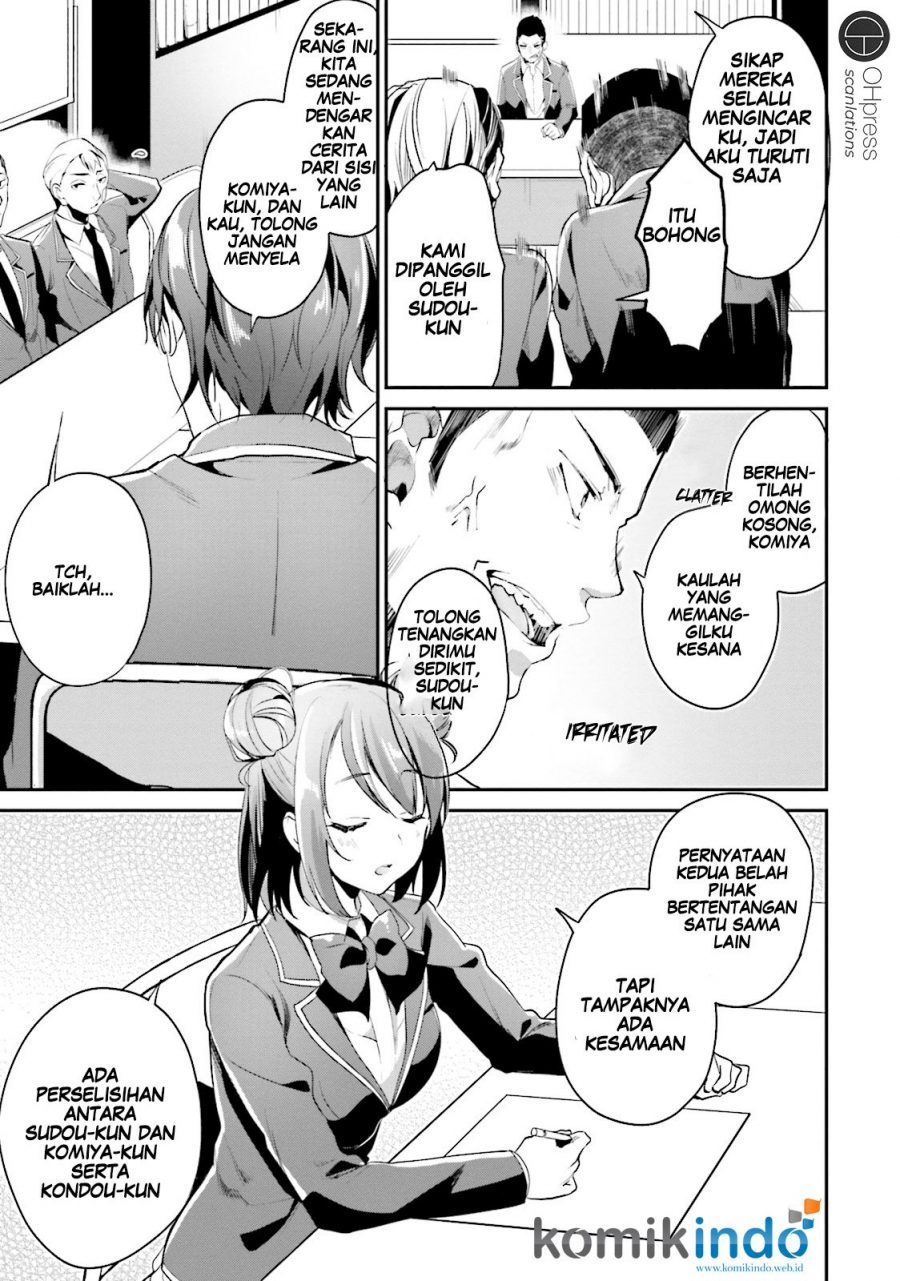 OHpress
scanlations
SIKAP
MEREKA
SELALU
MENGINCAR
KU, JADI
AKU TURUTI
SAJA
ITU
BOHONG
KAMI
DIPANGGIL
OLEH
SUDOU-
KUN
SEKA-
RANG INI,
KITA
SEDANG
MEN-
DENGAR
KAN
CERITA
DARI SISI
YANG
LAIN
KOMIYA-
KUN, DAN
KAU, TOLONG
JANGAN
MENYELA
BERHEN-
TILAH
OMONG
KOSONG,
KOMIYA
CLATTER
KAULAH
YANG
MEMANG-
GILKU
KESANA
IRRITATED
TOLONG
TENANGKAN
DIRIMU
SEDIKIT,
SUDOU-
KUN
TCH,
BAIKLAH...
PERNYATAAN
KEDUA BELAH
PIHAK
BERTENTANGAN
SATU SAMA
LAIN
TAPI
TAMPAKNYA
ADA
KESAMAAN
ADA
PERSELISIHAN
ANTARA
SUDOU-KUN DAN
KOMIYA-KUN
SERTA
KONDOU-KUN
komikindo
www.komikindo.web.id